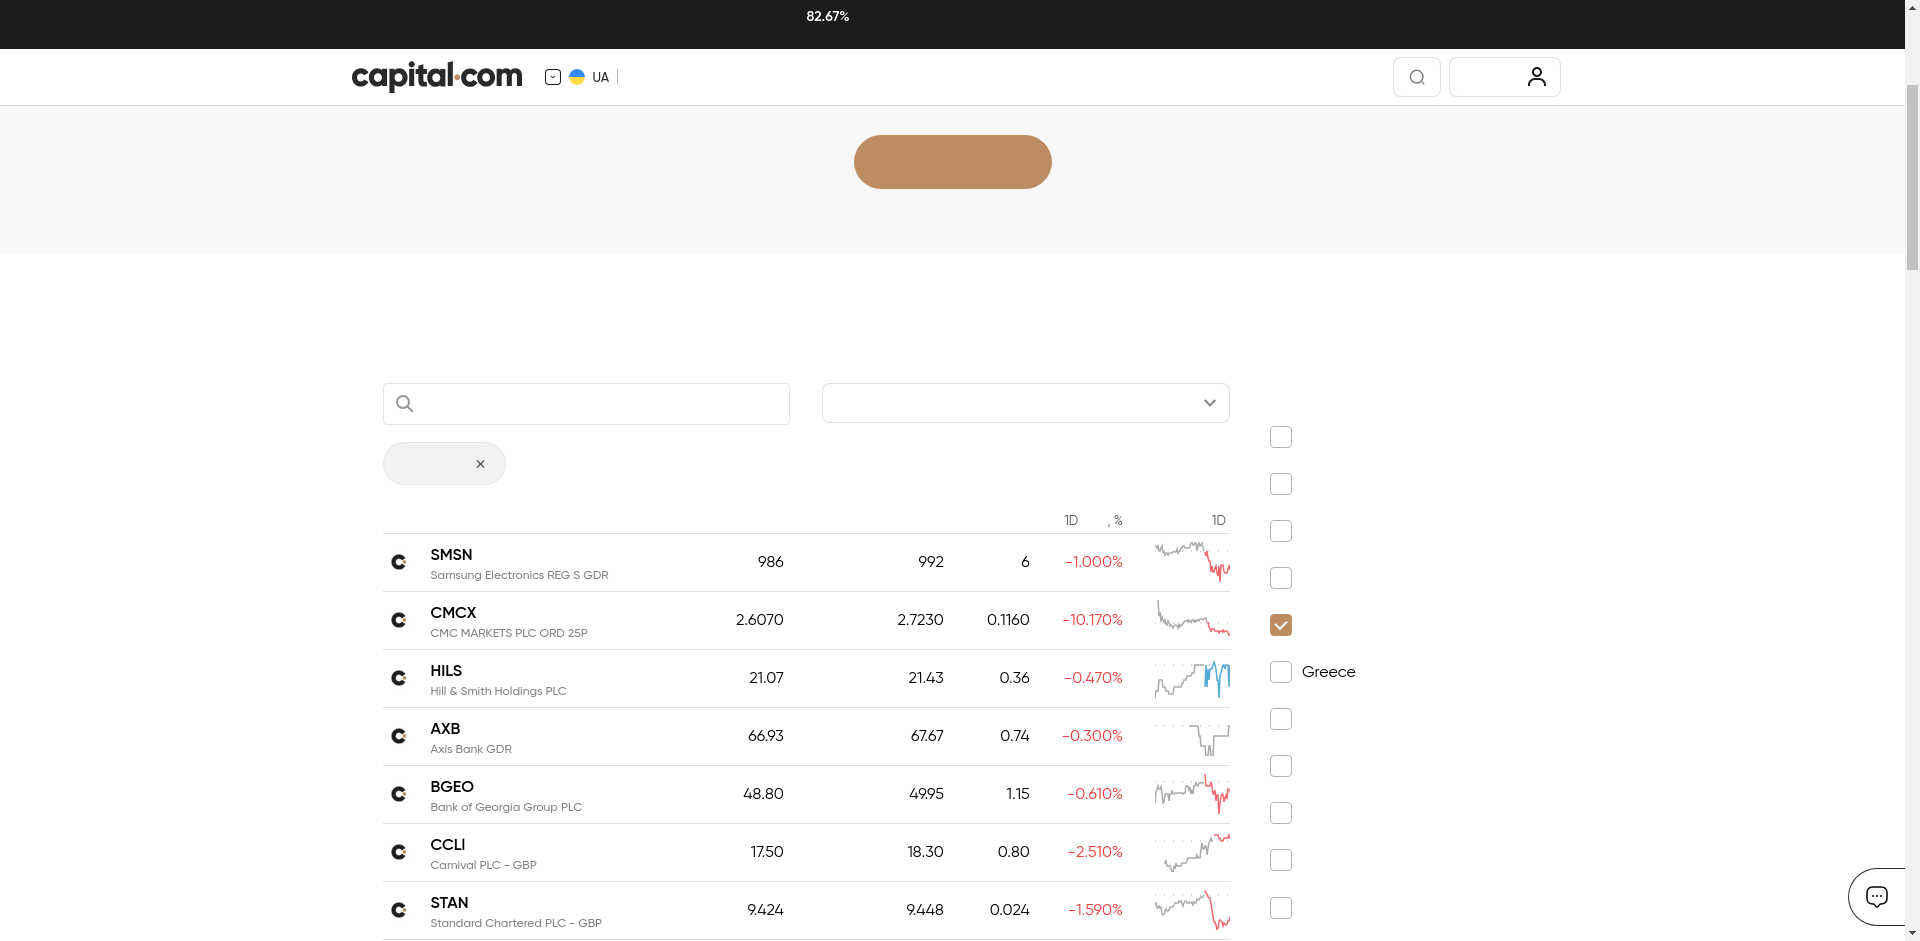 82.67%
capital.com
UA
1D , % 1D
SMSN
Samsung Electronics REG S GDR
986 992 6 -1.000%
CMCX
CMC MARKETS PLC ORD 25P
2.6070 2.7230 0.1160 -10.170%
HILS
Hill & Smith Holdings PLC
21.07 21.43 0.36 -0.470%
AXB
Axis Bank GDR
66.93 67.67 0.74 -0.300%
Greece
BGEO
Bank of Georgia Group PLC
48.80 49.95 1.15 -0.610%
CCLI
Carnival PLC - GBP
17.50 18.30 0.80 -2.510%
STAN
Standard Chartered PLC - GBP
9.424 9.448 0.024 -1.590%